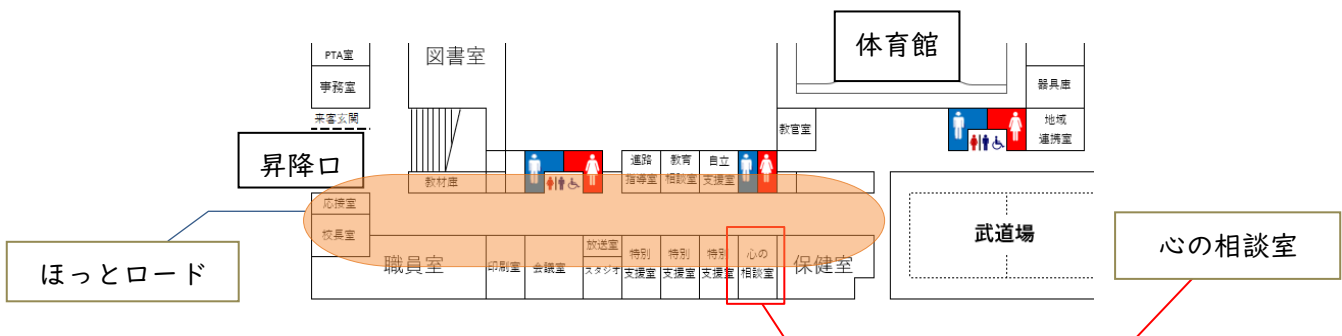 PTA室
事務室
来客玄関
図書室
体育館
器具庫
地域
連携室
教官室
昇降口
教材庫
進路
指導室
教育
相談室
自立
支援室
応接室
校長室
ほっとロード
職員室
印刷室
会議室
放送室
スタジオ
特別
支援室
特別
支援室
特別
支援室
心の
相談室
保健室
武道場
心の相談室